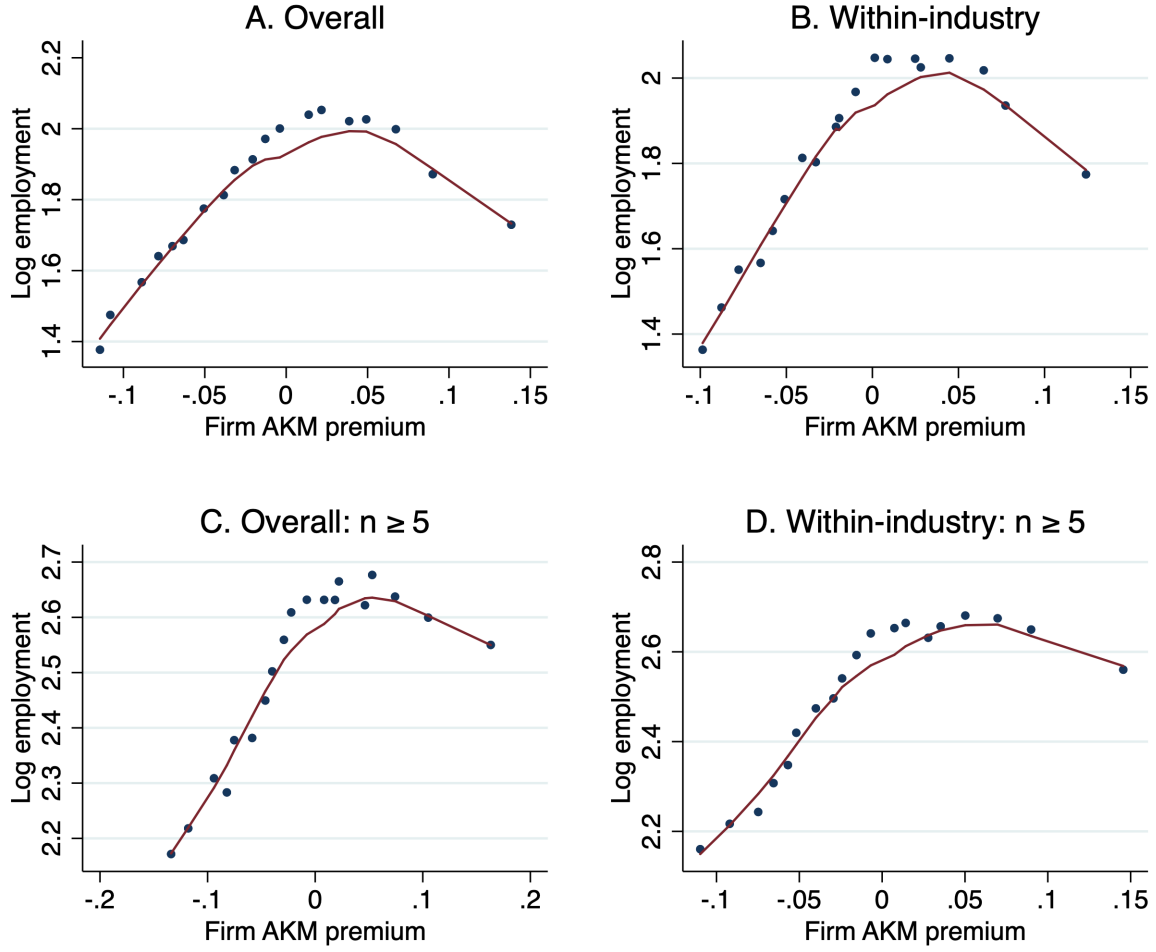 A. Overall
Log employment
2.2
2
1.8
1.6
1.4
-.1 -.05 0 .05 .1 .15
Firm AKM premium
B. Within-industry
Log employment
2
1.8
1.6
1.4
-.1 -.05 0 .05 .1 .15
Firm AKM premium
C. Overall: n ≥ 5
Log employment
2.7
2.6
2.5
2.4
2.3
2.2
-.2 -.1 0 .1 .2
Firm AKM premium
D. Within-industry: n ≥ 5
Log employment
2.8
2.6
2.4
2.2
-.1 -.05 0 .05 .1 .15
Firm AKM premium